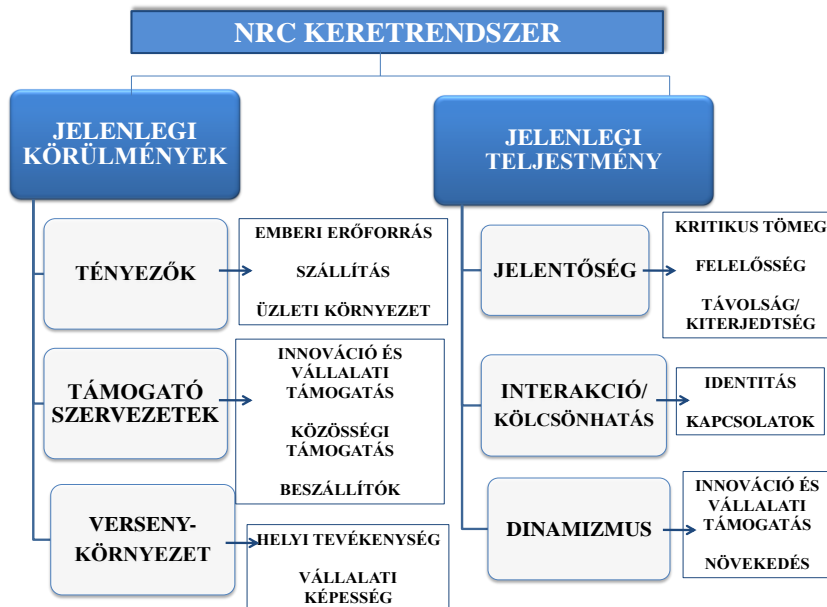 NRC KERETRENDSZER
JELENLEGI
KÖRÜLMÉNYEK
TÉNYEZŐK
EMBERI ERŐFORRÁS
SZÁLLÍTÁS
ÜZLETI KÖRNYEZET
TÁMOGATÓ
SZERVEZETEK
INNOVÁCIÓ ÉS
VÁLLALATI
TÁMOGATÁS
KÖZÖSSÉGI
TÁMOGATÁS
BESZÁLLÍTÓK
VERSENY-
KÖRNYEZET
HELYI TEVÉKENYSÉG
VÁLLALATI
KÉPESSÉG
JELENLEGI
TELJESTMÉNY
JELENTŐSÉG
KRITIKUS TÖMEG
FELELŐSSÉG
TÁVOLSÁG/
KITERJEDTSÉG
INTERAKCIÓ/
KÖLCSÖNHATÁS
IDENTITÁS
KAPCSOLATOK
DINAMIZMUS
INNOVÁCIÓ ÉS
VÁLLALATI
TÁMOGATÁS
NÖVEKEDÉS